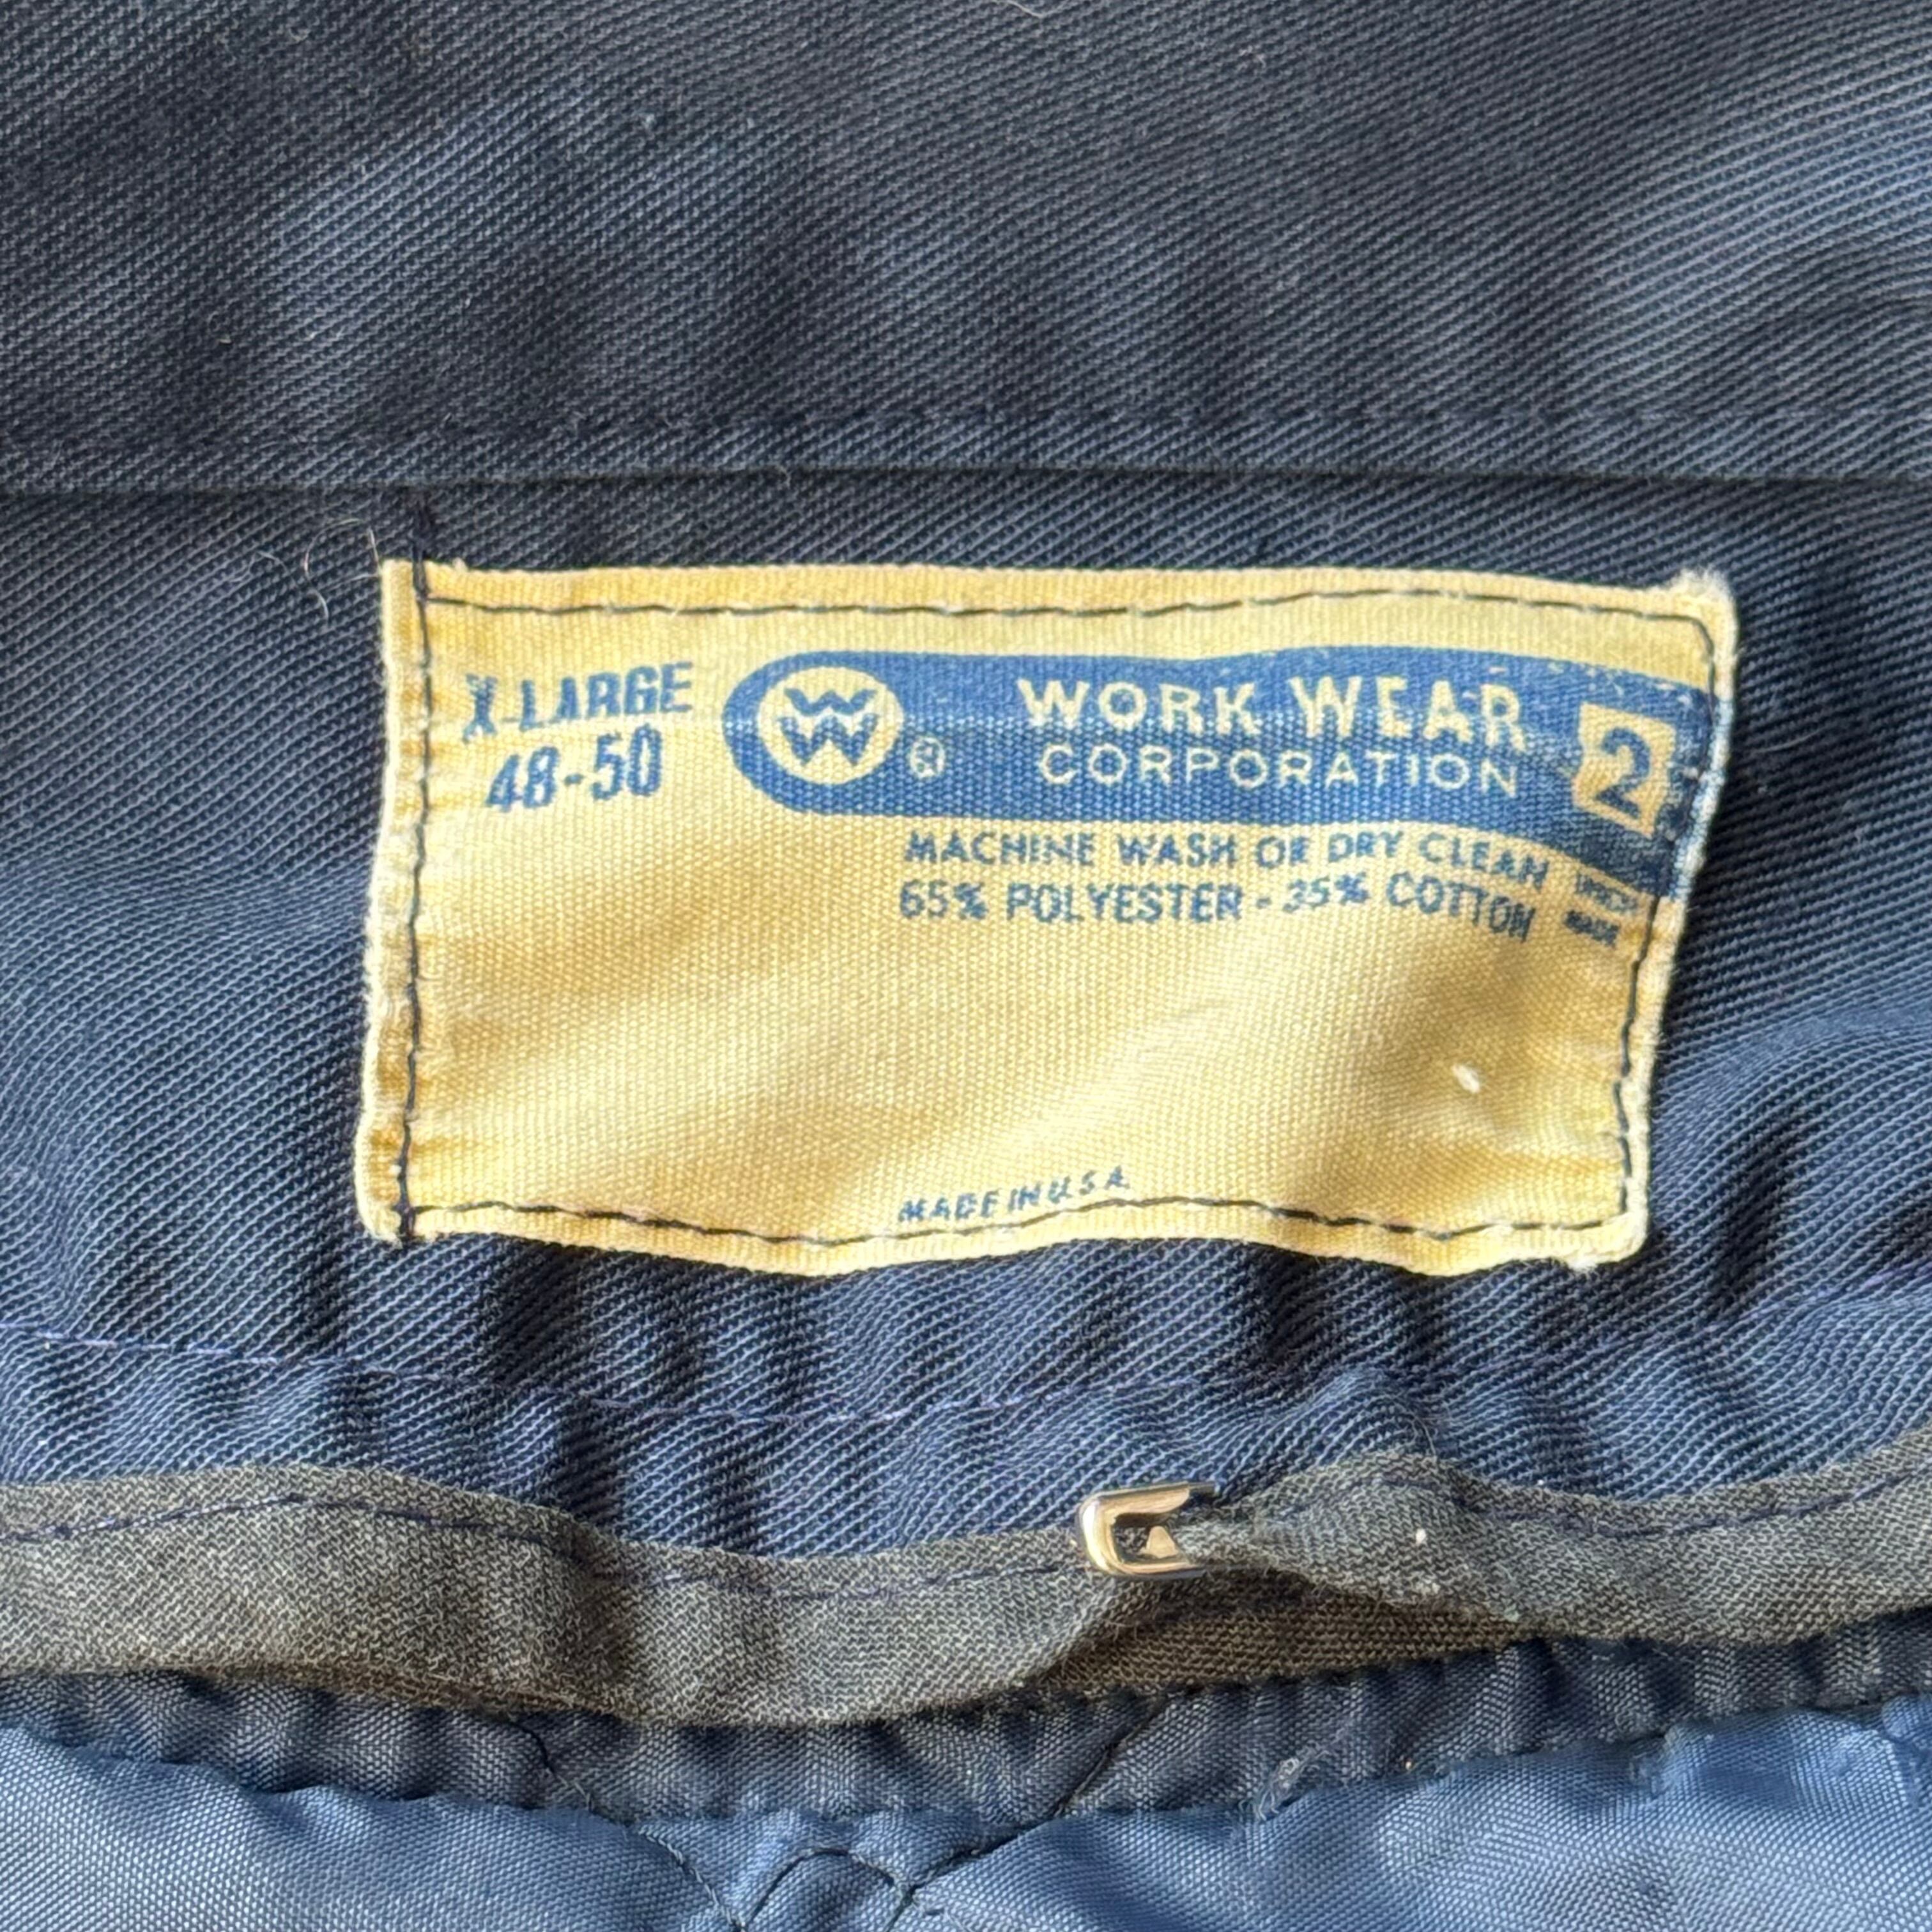 X-LARGE
48-50
WW
®
WORK WEAR
CORPORATION
2
MACHINE WASH OR DRY CLEAN
65% POLYESTER - 35% COTTON
MADE IN U S A